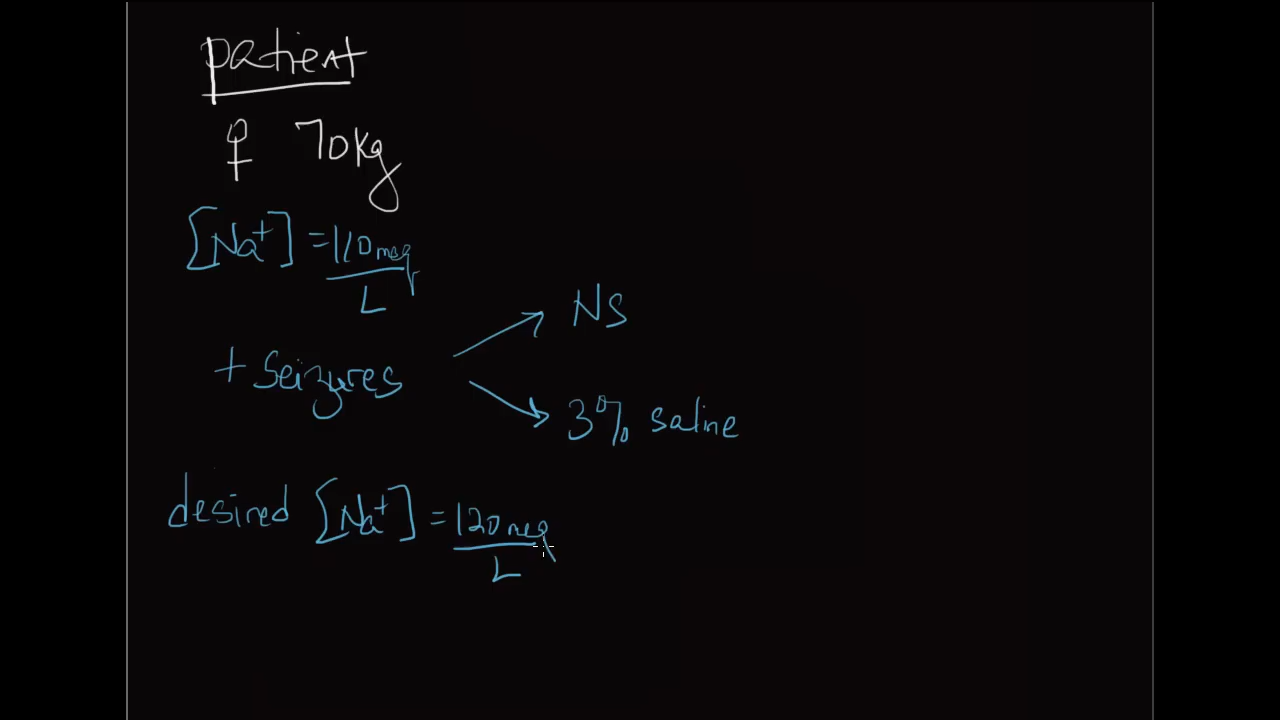 patient
♀ 70kg
[Na+] = 110 meq
L
NS
+ seizures
3% saline
desired [Na+] = 120 meq
L